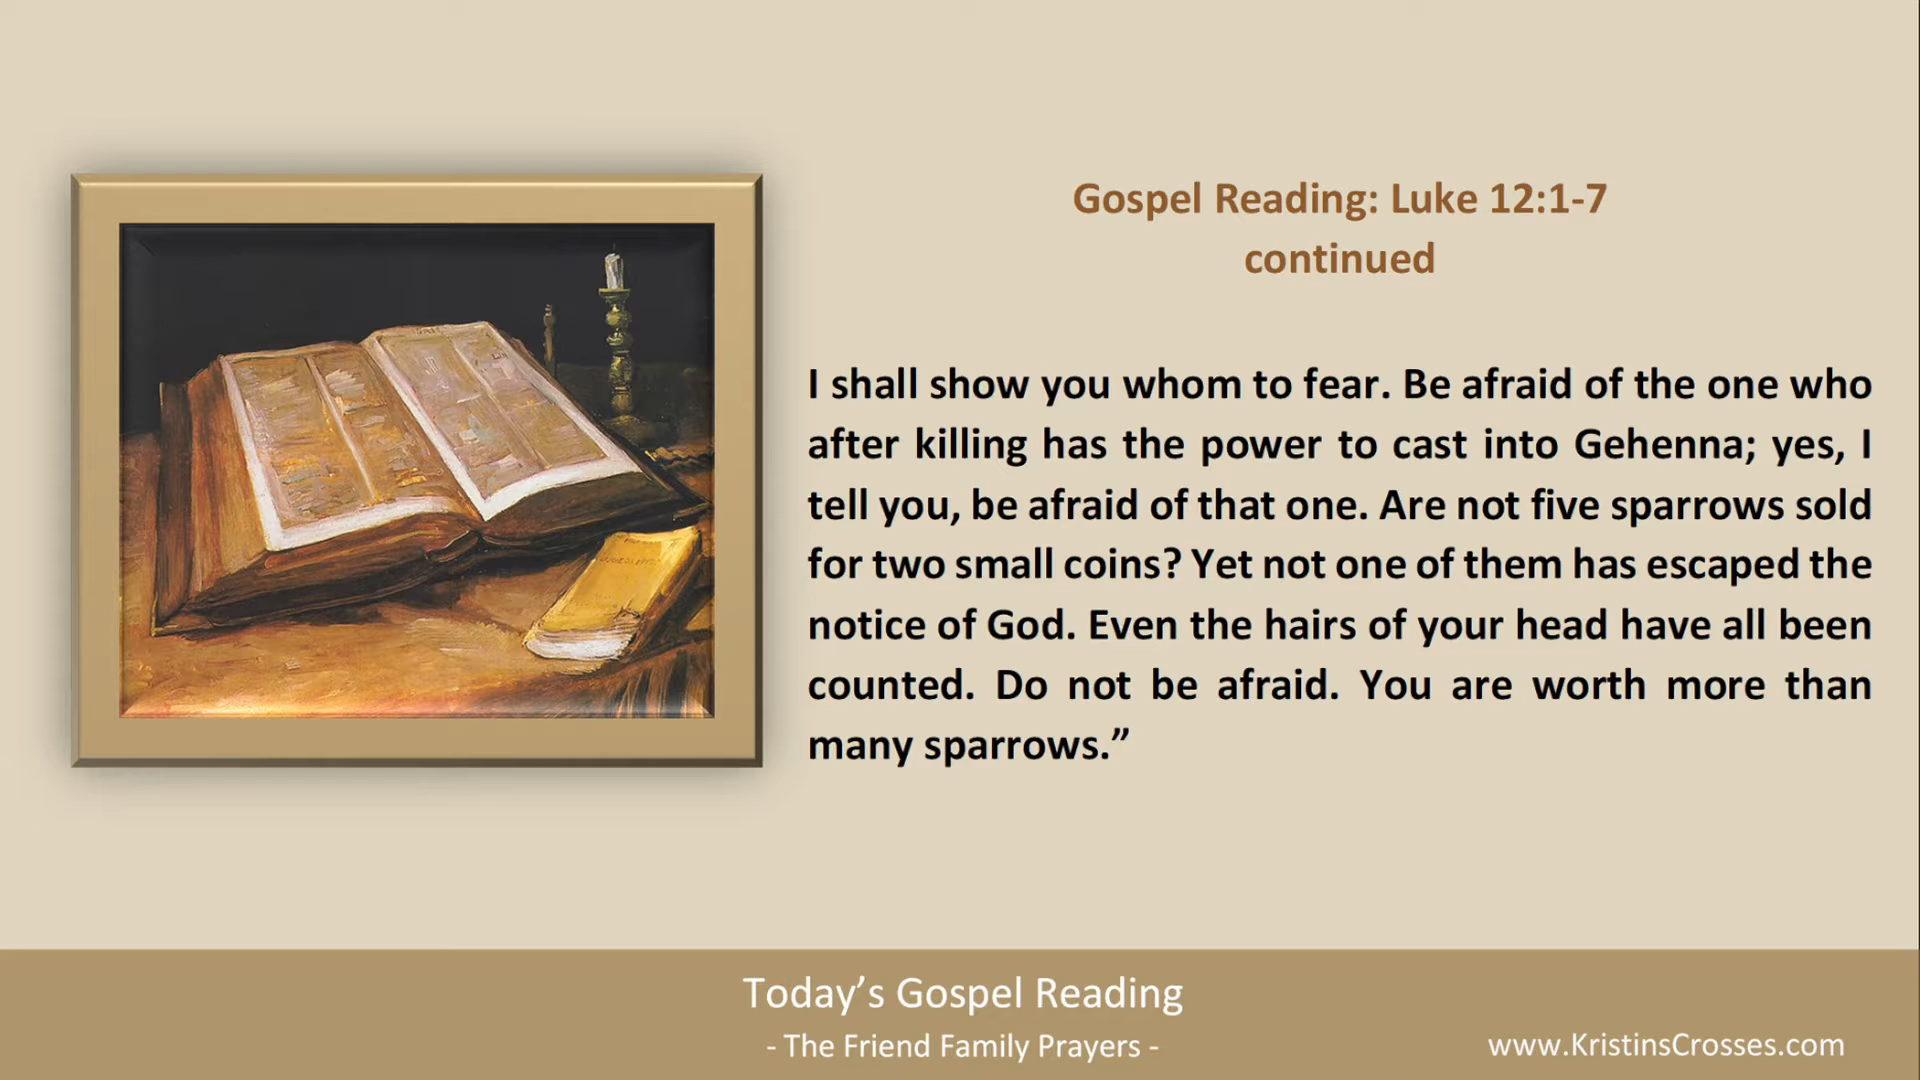 Gospel Reading: Luke 12:1-7
continued
I shall show you whom to fear. Be afraid of the one who
after killing has the power to cast into Gehenna; yes, I
tell you, be afraid of that one. Are not five sparrows sold
for two small coins? Yet not one of them has escaped the
notice of God. Even the hairs of your head have all been
counted. Do not be afraid. You are worth more than
many sparrows.”
Today’s Gospel Reading
- The Friend Family Prayers -
www.KristinsCrosses.com